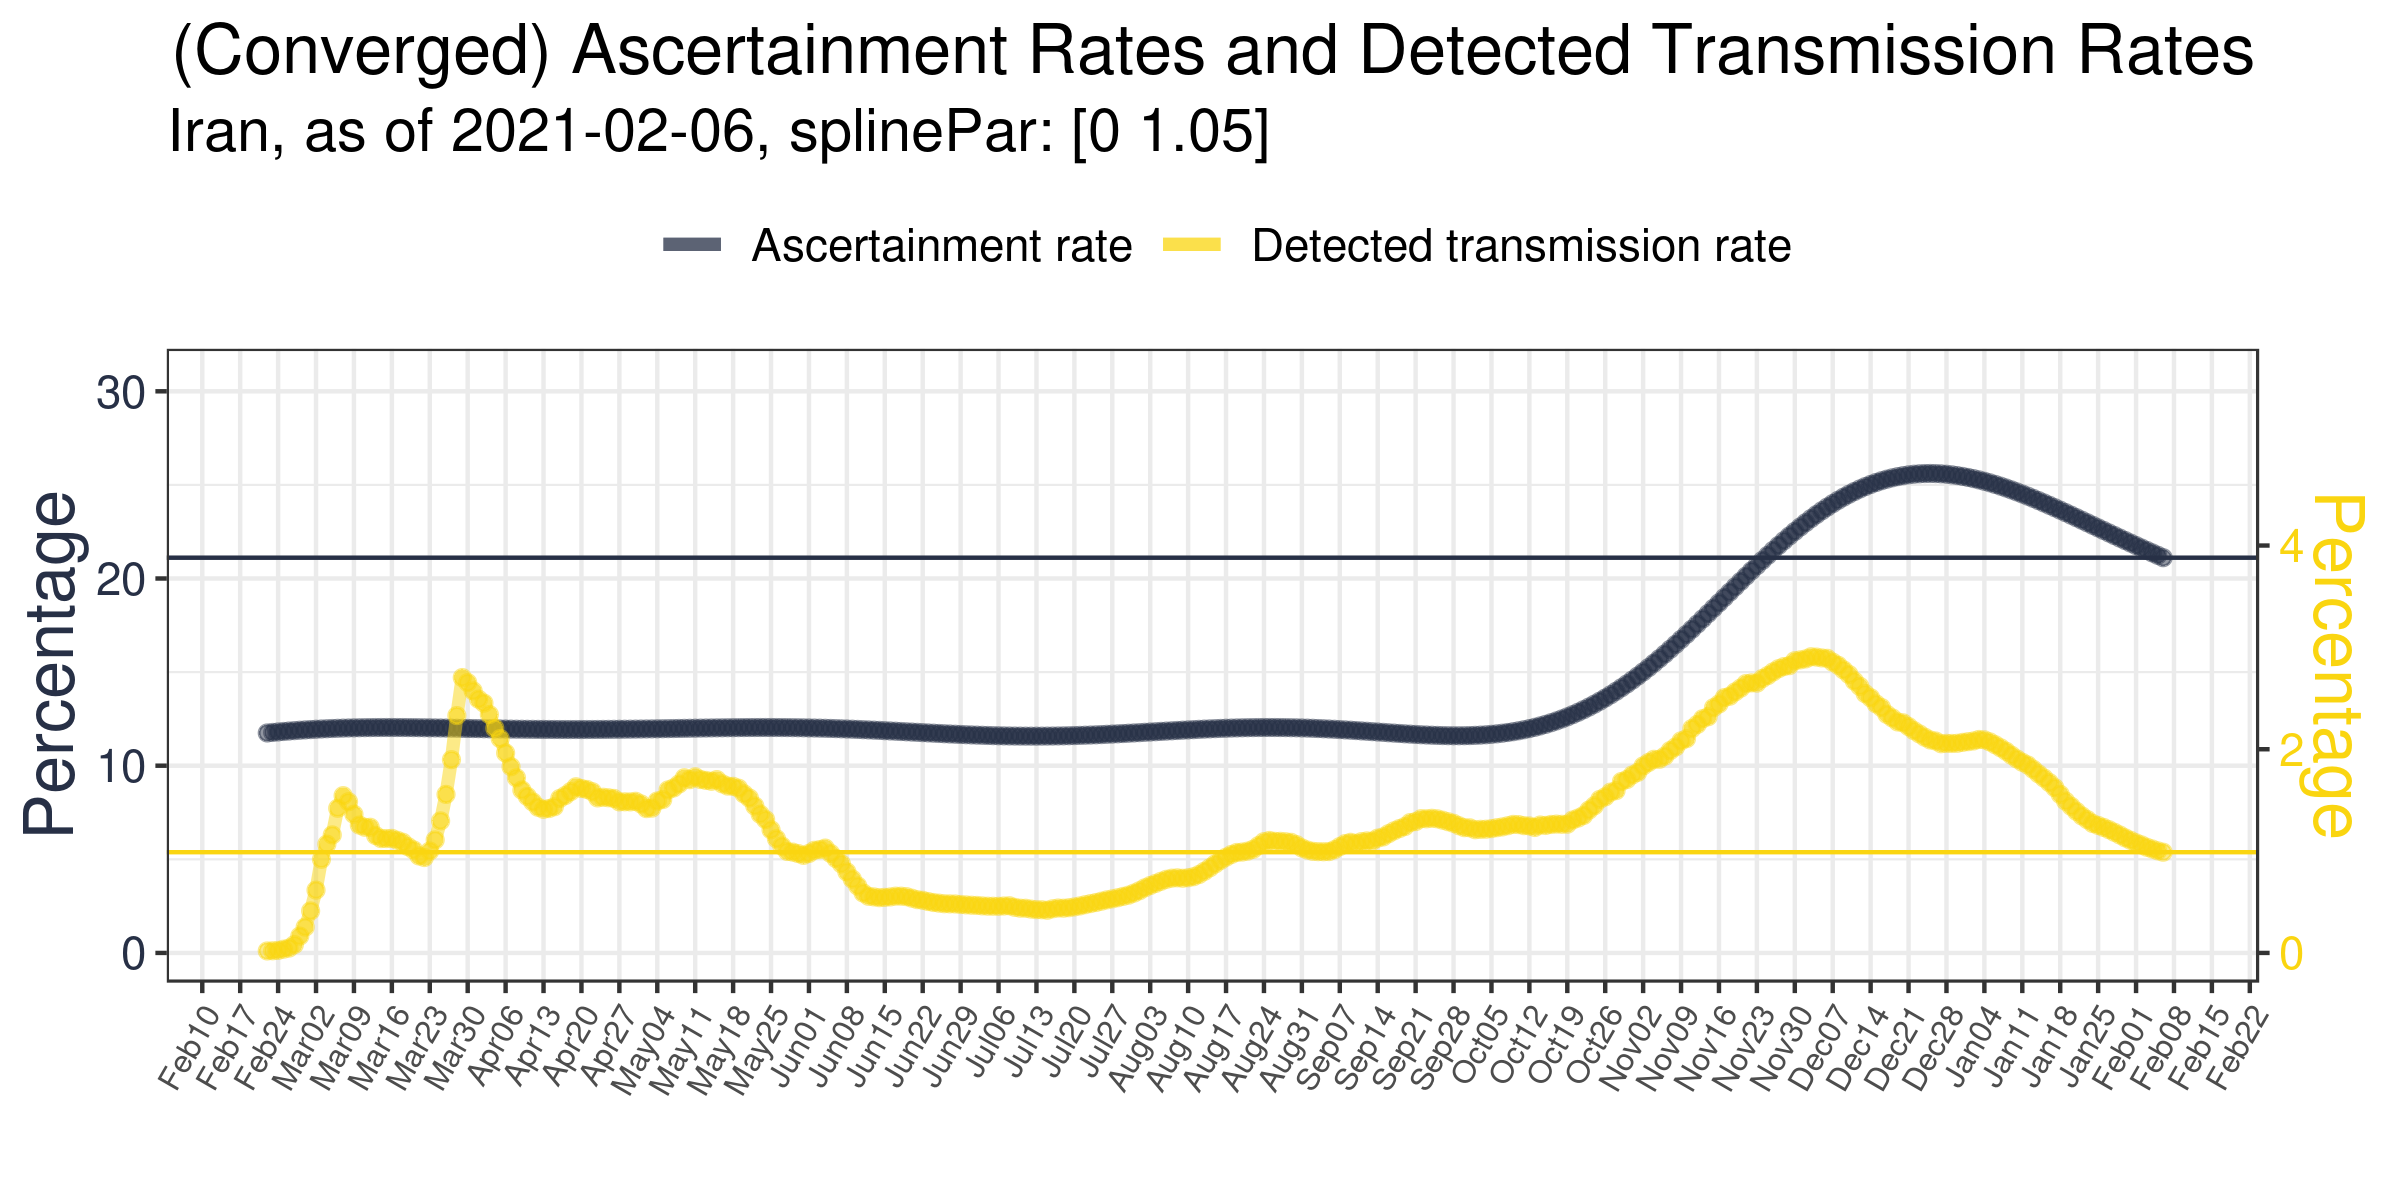 (Converged) Ascertainment Rates and Detected Transmission Rates
Iran, as of 2021-02-06, splinePar: [0 1.05]
Ascertainment rate
Detected transmission rate
Percentage
30
20
10
0
4
2
0
Percentage
Feb10
Feb17
Feb24
Mar02
Mar09
Mar16
Mar23
Mar30
Apr06
Apr13
Apr20
Apr27
May04
May11
May18
May25
Jun01
Jun08
Jun15
Jun22
Jun29
Jul06
Jul13
Jul20
Jul27
Aug03
Aug10
Aug17
Aug24
Aug31
Sep07
Sep14
Sep21
Sep28
Oct05
Oct12
Oct19
Oct26
Nov02
Nov09
Nov16
Nov23
Nov30
Dec07
Dec14
Dec21
Dec28
Jan04
Jan11
Jan18
Jan25
Feb01
Feb08
Feb15
Feb22